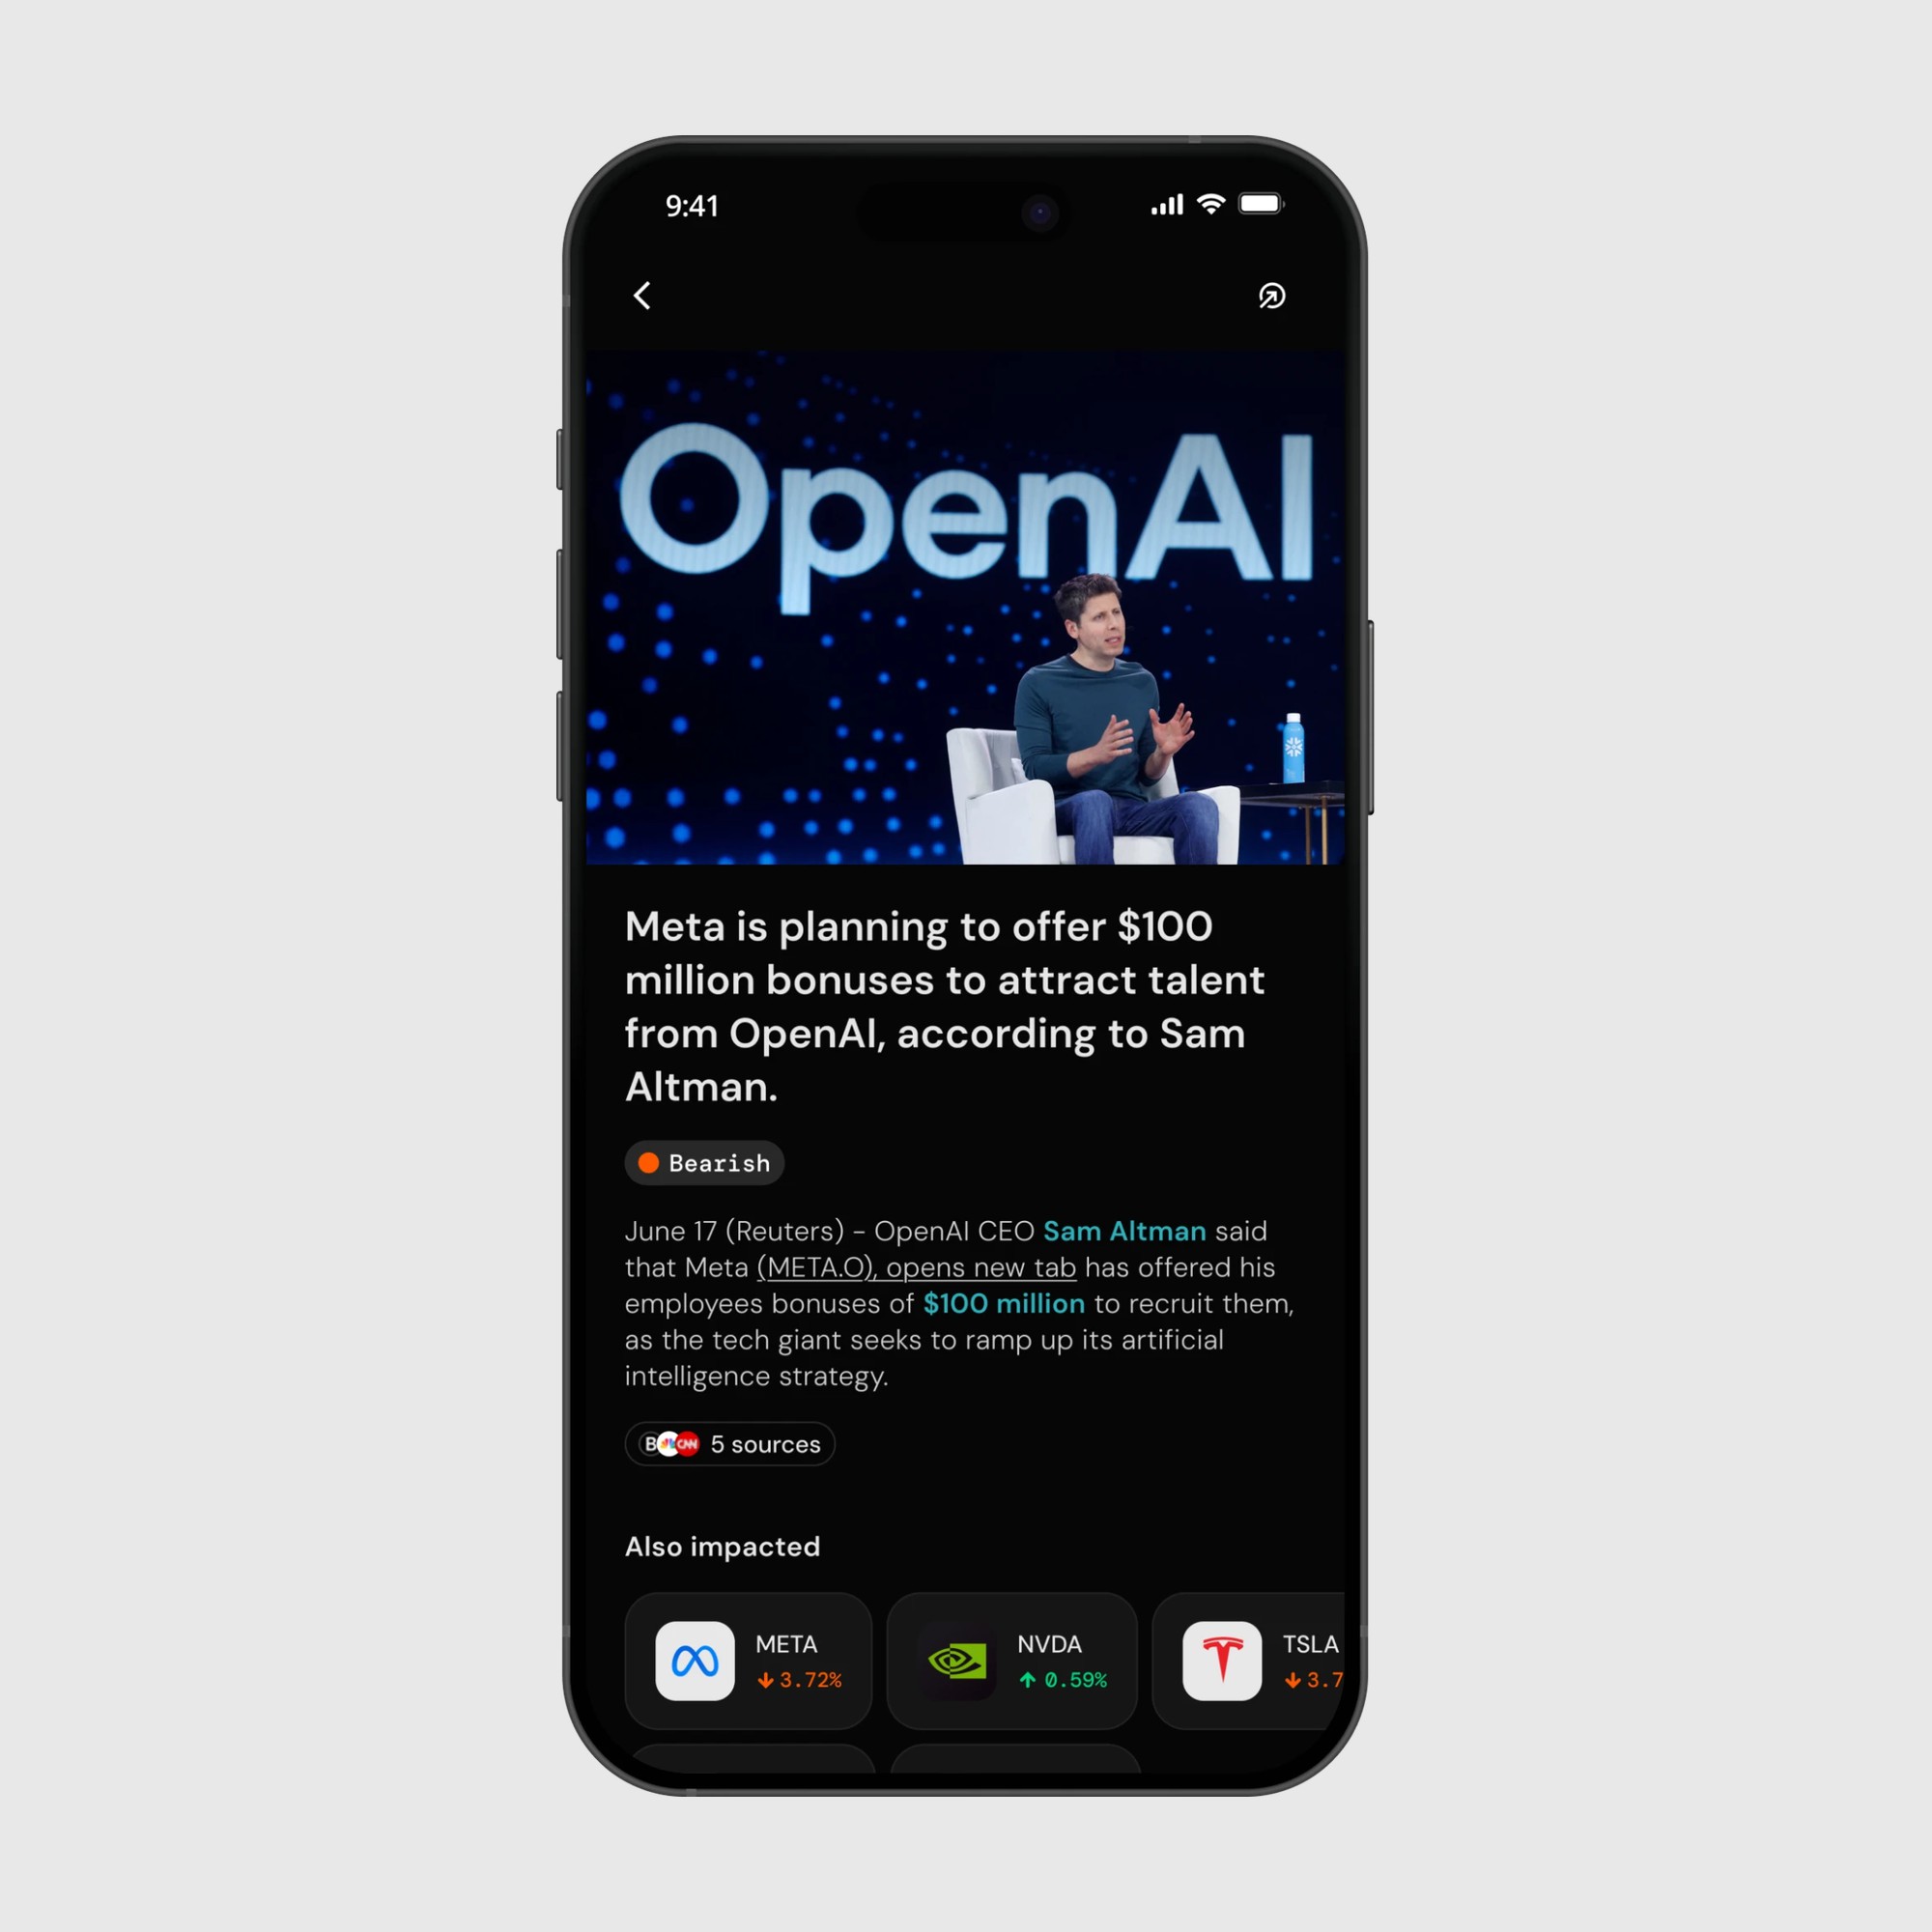 9:41
OpenAI
Meta is planning to offer $100
million bonuses to attract talent
from OpenAI, according to Sam
Altman.
Bearish
June 17 (Reuters) - OpenAI CEO Sam Altman said
that Meta (META.O), opens new tab has offered his
employees bonuses of $100 million to recruit them,
as the tech giant seeks to ramp up its artificial
intelligence strategy.
B CNN 5 sources
Also impacted
META
3.72%
NVDA
0.59%
TSLA
3.7